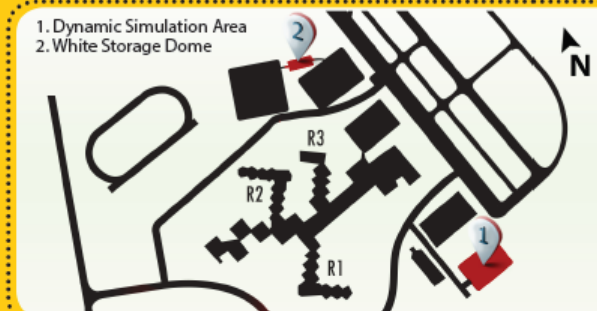 1. Dynamic Simulation Area
2. White Storage Dome
2
N
R3
R2
1
R1